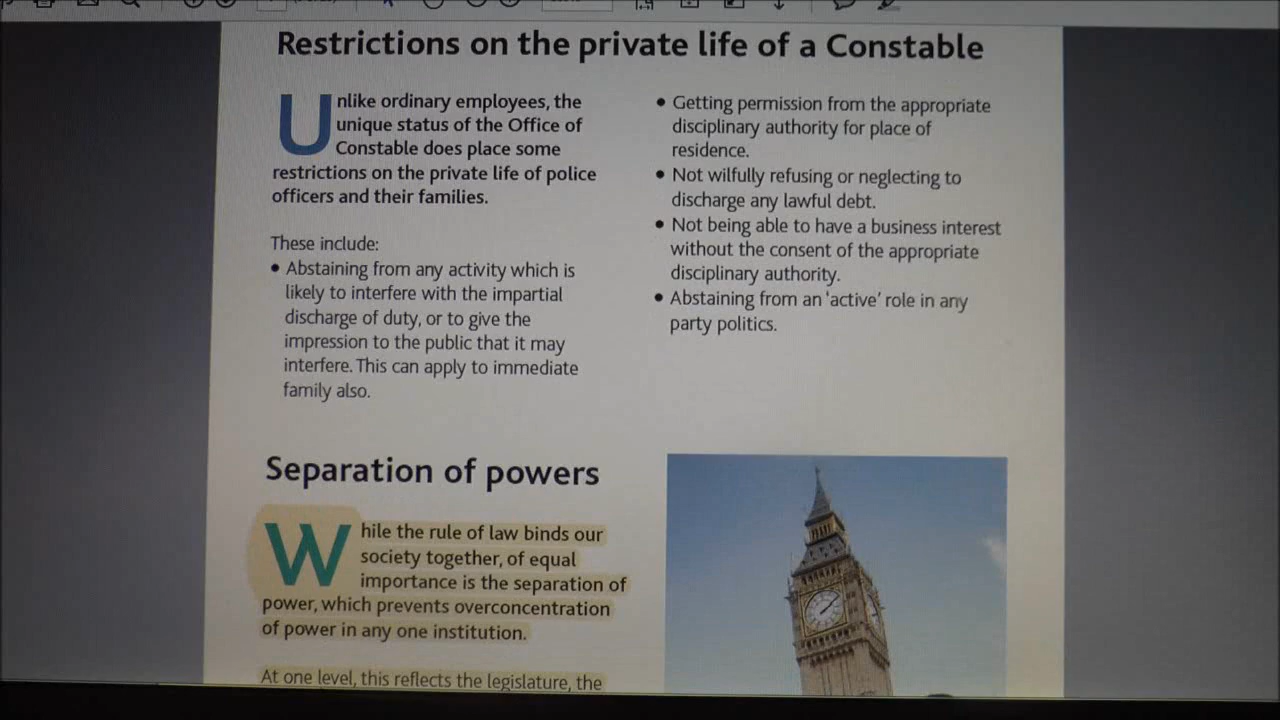 Restrictions on the private life of a Constable
Unlike ordinary employees, the
unique status of the Office of
Constable does place some
restrictions on the private life of police
officers and their families.
These include:
• Abstaining from any activity which is
likely to interfere with the impartial
discharge of duty, or to give the
impression to the public that it may
interfere. This can apply to immediate
family also.
• Getting permission from the appropriate
disciplinary authority for place of
residence.
• Not wilfully refusing or neglecting to
discharge any lawful debt.
• Not being able to have a business interest
without the consent of the appropriate
disciplinary authority.
• Abstaining from an 'active' role in any
party politics.
Separation of powers
While the rule of law binds our
society together, of equal
importance is the separation of
power, which prevents overconcentration
of power in any one institution.
At one level, this reflects the legislature, the